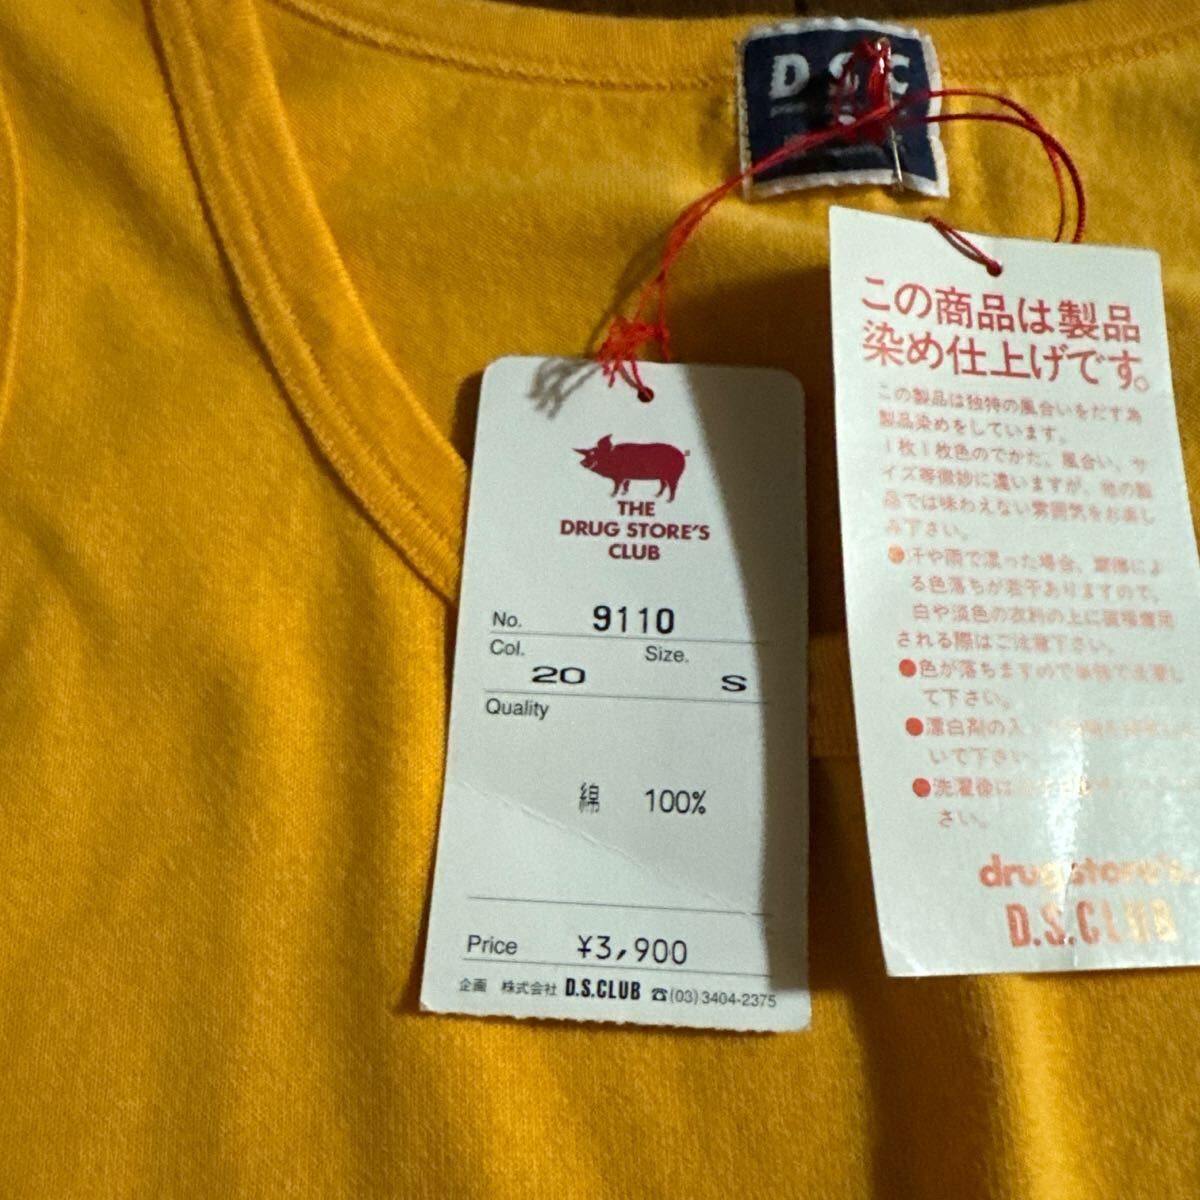 D.S.C
THE
DRUG STORE'S
CLUB
No. 9110
Col. Size.
20 S
Quality
綿 100%
Price ¥3,900
企画 株式会社 D.S.CLUB ☎(03)3404-2375
この商品は製品
染め仕上げです。
この製品は独特の風合いをだす為
製品染めをしています。
1枚1枚色のでかた、風合い、サ
イズ等微妙に違いますが、他の製
品では味わえない雰囲気をお楽し
み下さい。
●汗や雨で湿った場合、摩擦によ
る色落ちが若干ありますので、
白や淡色の衣料の上に直接着用
される際はご注意下さい。
●色が落ちますので単独で洗濯し
て下さい。
●漂白剤の入
いで下さい。
●洗濯後は
さい。
drug store's
D.S.CLUB